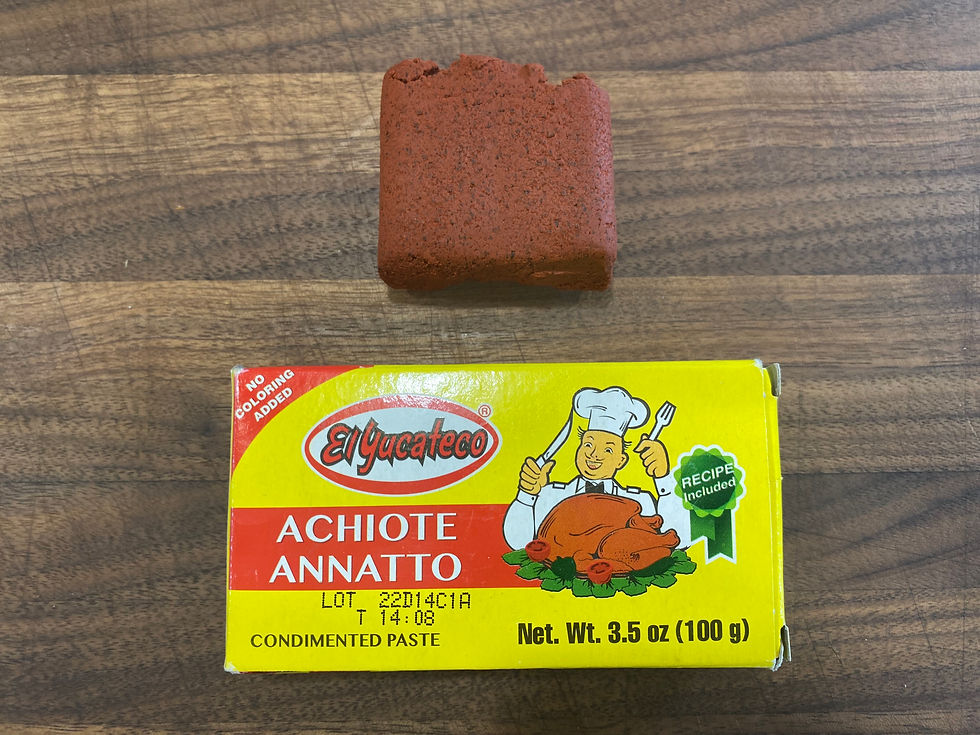 NO
COLORING
ADDED
El Yucateco®
RECIPE
Included
ACHIOTE
ANNATTO
LOT 22D14C1A
T 14:08
CONDIMENTED PASTE
Net. Wt. 3.5 oz (100 g)